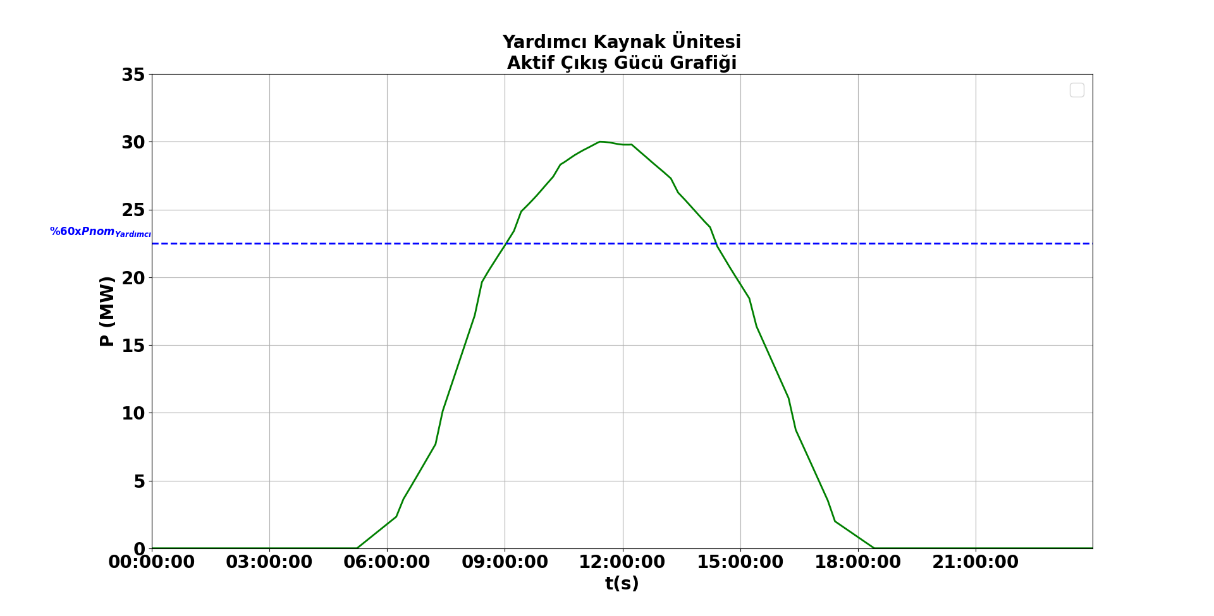 Yardımcı Kaynak Ünitesi
Aktif Çıkış Gücü Grafiği
35
30
25
%60xPnomYardımcı
20
P (MW)
15
10
5
0
00:00:00 03:00:00 06:00:00 09:00:00 12:00:00 15:00:00 18:00:00 21:00:00
t(s)